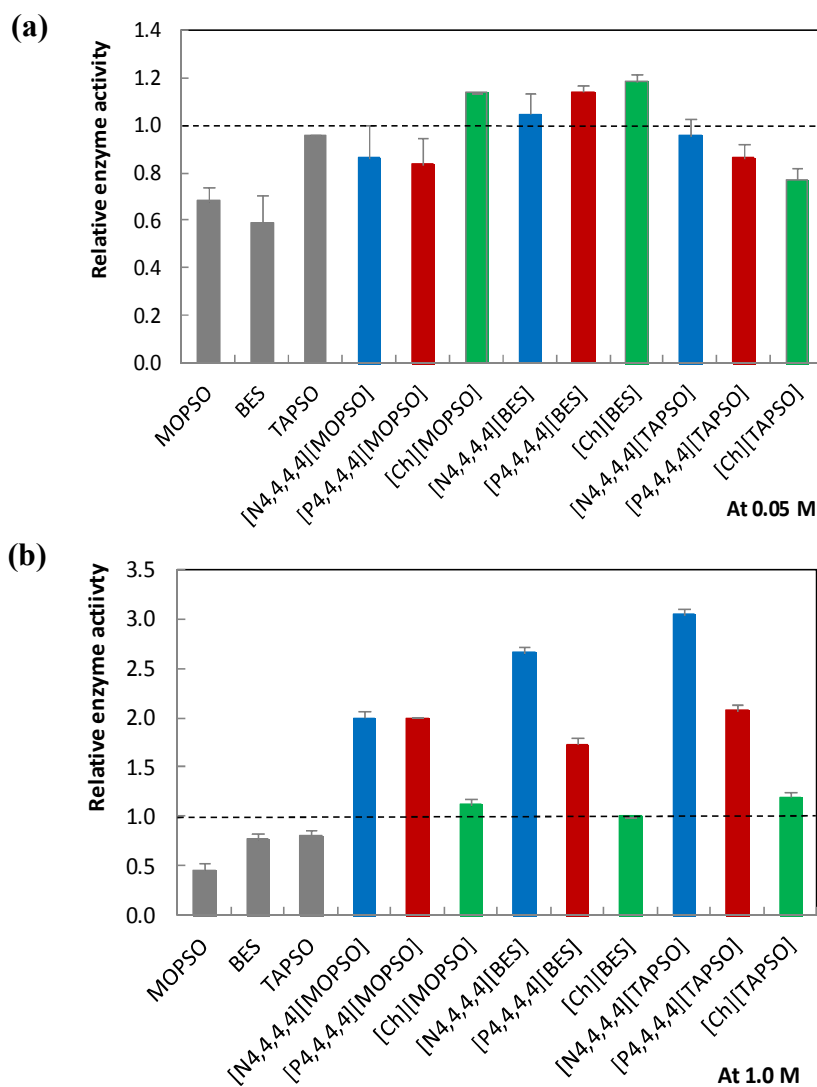 (a)
Relative enzyme activity
1.4
1.2
1.0
0.8
0.6
0.4
0.2
0.0
MOPSO
BES
TAPSO
[N4,4,4,4][MOPSO]
[P4,4,4,4][MOPSO]
[Ch][MOPSO]
[N4,4,4,4][BES]
[P4,4,4,4][BES]
[Ch][BES]
[N4,4,4,4][TAPSO]
[P4,4,4,4][TAPSO]
[Ch][TAPSO]
At 0.05 M
(b)
Relative enzyme actiivty
3.5
3.0
2.5
2.0
1.5
1.0
0.5
0.0
MOPSO
BES
TAPSO
[N4,4,4,4][MOPSO]
[P4,4,4,4][MOPSO]
[Ch][MOPSO]
[N4,4,4,4][BES]
[P4,4,4,4][BES]
[Ch][BES]
[N4,4,4,4][TAPSO]
[P4,4,4,4][TAPSO]
[Ch][TAPSO]
At 1.0 M